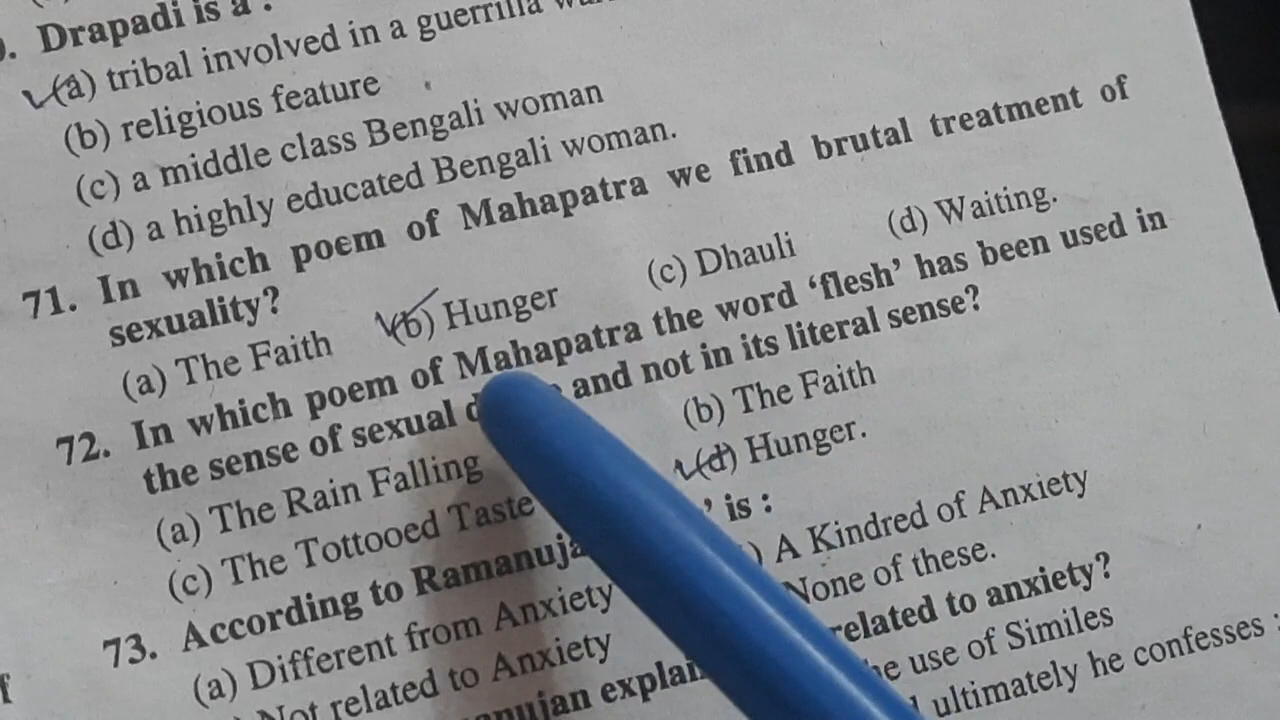 . Drapadi is a :
(a) tribal involved in a guerrilla
(b) religious feature
(c) a middle class Bengali woman
(d) a highly educated Bengali woman.
71. In which poem of Mahapatra we find brutal treatment of
sexuality?
(a) The Faith (b) Hunger (c) Dhauli (d) Waiting.
72. In which poem of Mahapatra the word ‘flesh’ has been used in
the sense of sexual and not in its literal sense?
(a) The Rain Falling (b) The Faith
(c) The Tottooed Taste (d) Hunger.
73. According to ’ is :
(a) Different from Anxiety ) A Kindred of Anxiety
Not related to Anxiety None of these.
related to anxiety?
use of Similes
ultimately he confesses :